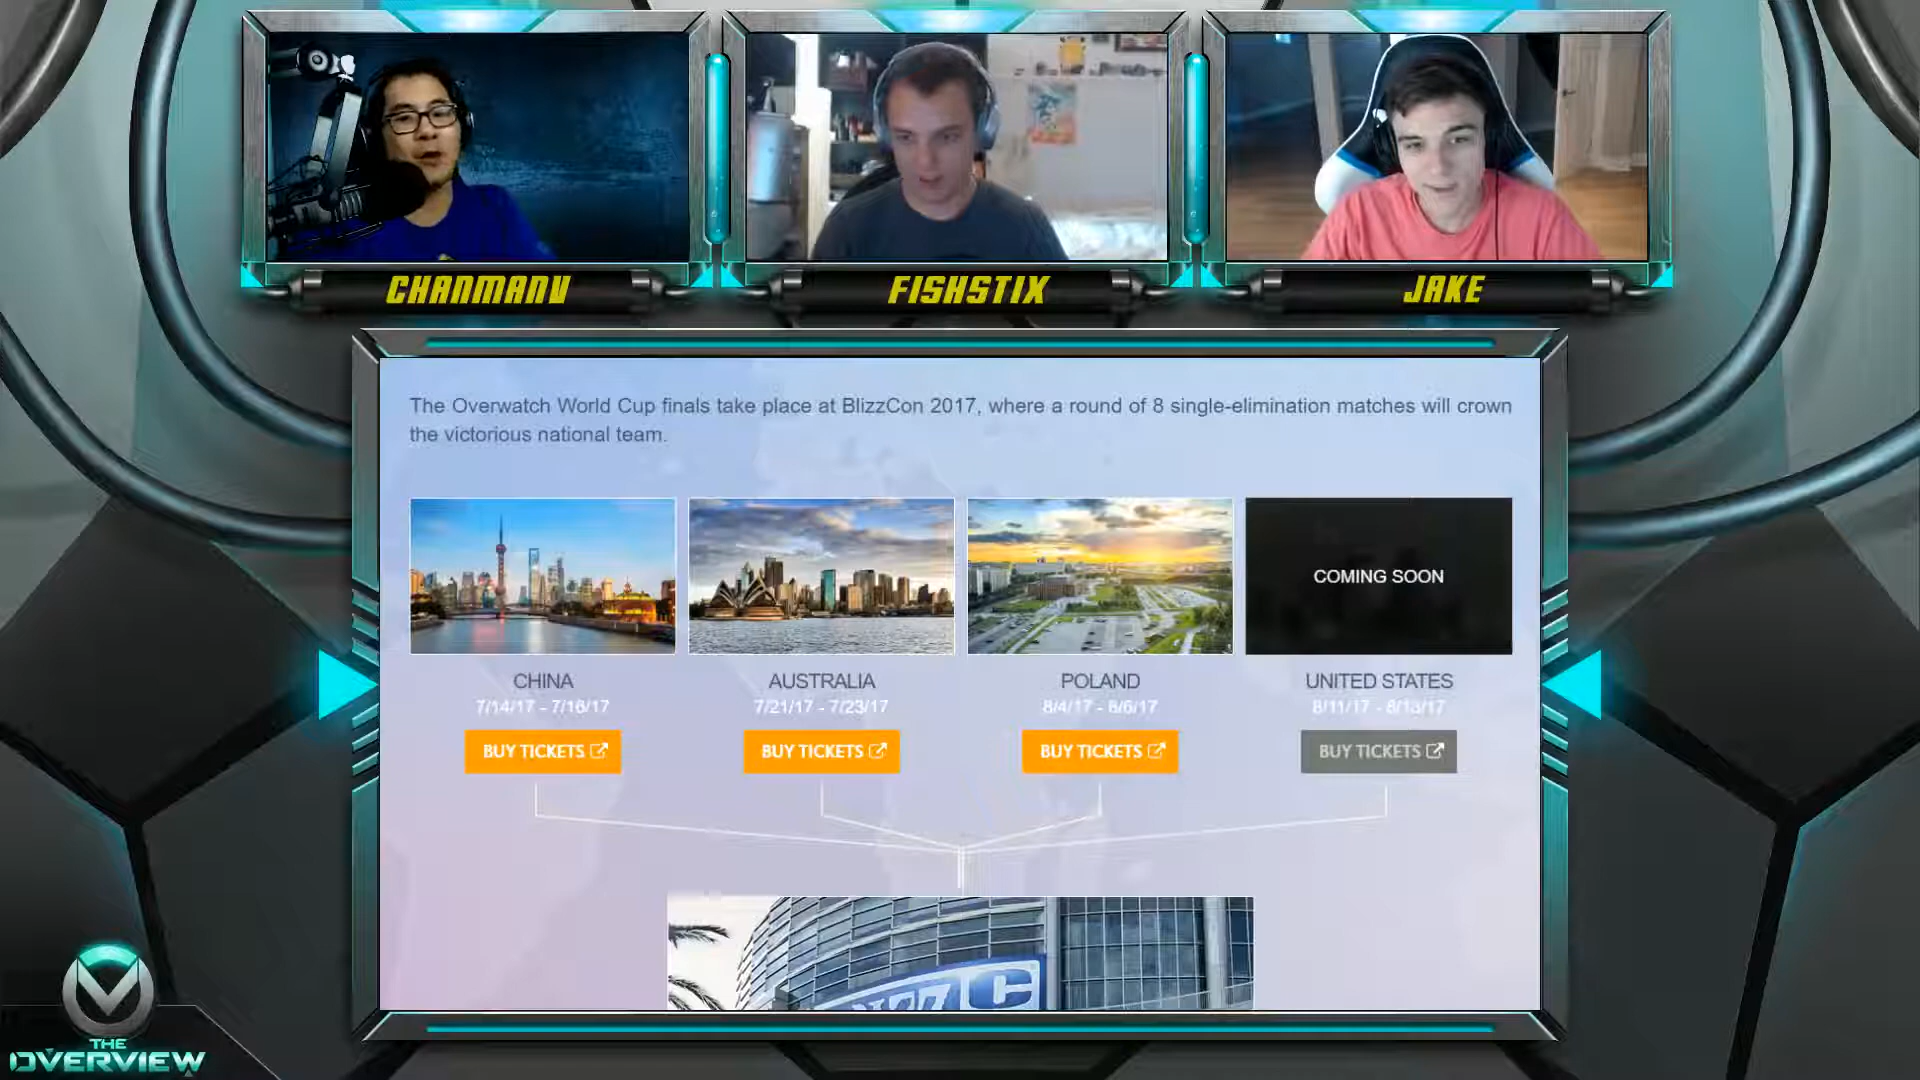 CHANMANV
FISHSTIX
JAKE
The Overwatch World Cup finals take place at BlizzCon 2017, where a round of 8 single-elimination matches will crown
the victorious national team.
COMING SOON
CHINA
AUSTRALIA
POLAND
UNITED STATES
7/14/17 - 7/16/17
7/21/17 - 7/23/17
8/4/17 - 8/6/17
8/11/17 - 8/13/17
BUY TICKETS
BUY TICKETS
BUY TICKETS
BUY TICKETS
THE
OVERVIEW